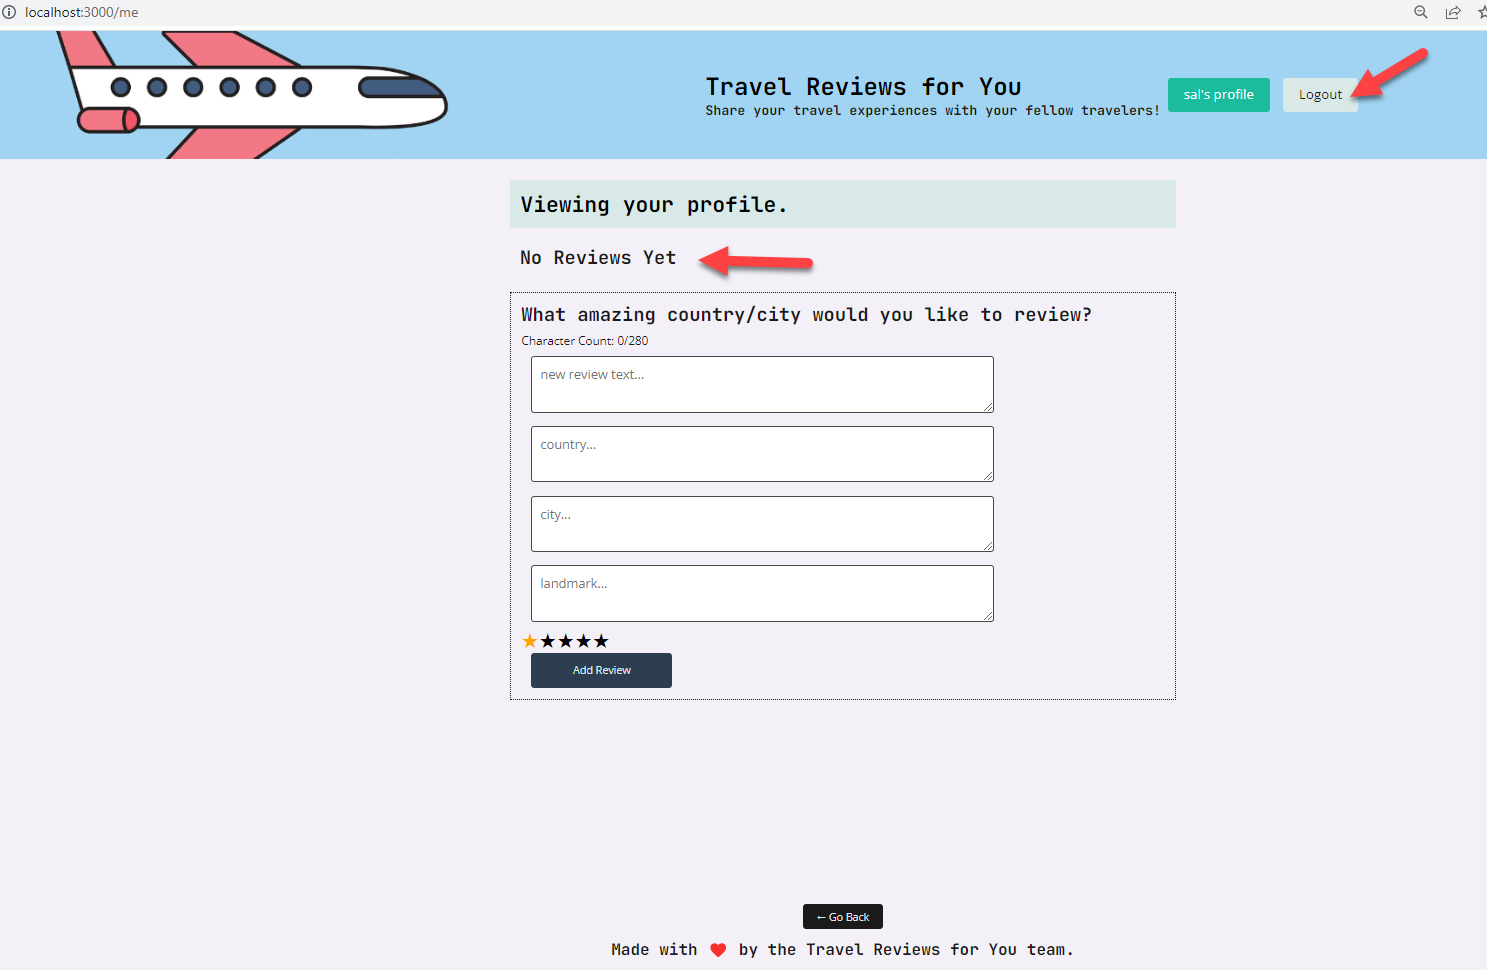 localhost:3000/me
Travel Reviews for You
Share your travel experiences with your fellow travelers!
sal's profile
Logout
Viewing your profile.
No Reviews Yet
What amazing country/city would you like to review?
Character Count: 0/280
new review text...
country...
city...
landmark...
★★★★★
Add Review
← Go Back
Made with ❤ by the Travel Reviews for You team.